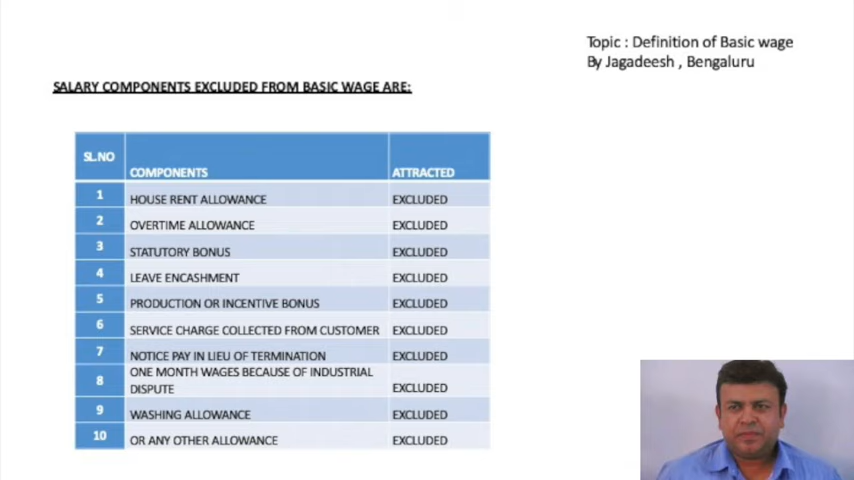 Topic : Definition of Basic wage
By Jagadeesh , Bengaluru
SALARY COMPONENTS EXCLUDED FROM BASIC WAGE ARE:
SL.NO COMPONENTS ATTRACTED
1 HOUSE RENT ALLOWANCE EXCLUDED
2 OVERTIME ALLOWANCE EXCLUDED
3 STATUTORY BONUS EXCLUDED
4 LEAVE ENCASHMENT EXCLUDED
5 PRODUCTION OR INCENTIVE BONUS EXCLUDED
6 SERVICE CHARGE COLLECTED FROM CUSTOMER EXCLUDED
7 NOTICE PAY IN LIEU OF TERMINATION EXCLUDED
8 ONE MONTH WAGES BECAUSE OF INDUSTRIAL
DISPUTE EXCLUDED
9 WASHING ALLOWANCE EXCLUDED
10 OR ANY OTHER ALLOWANCE EXCLUDED